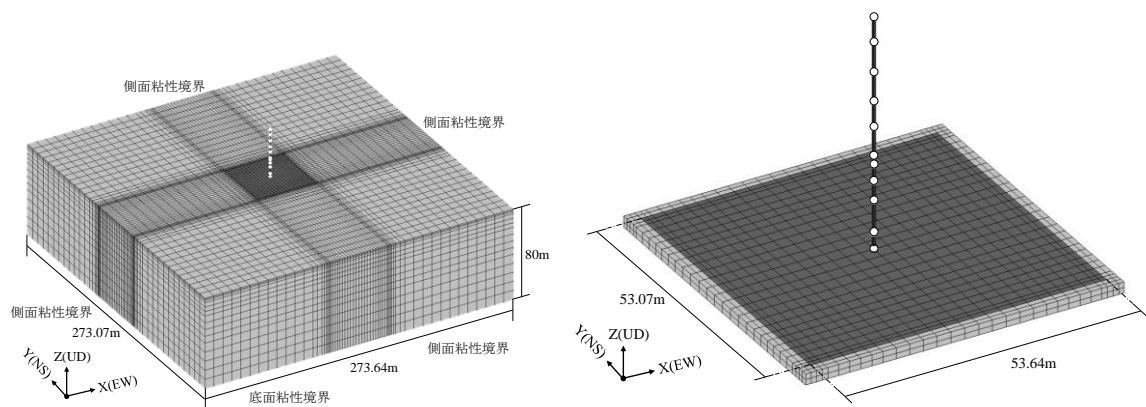 側面粘性境界
側面粘性境界
80m
側面粘性境界
273.07m
側面粘性境界
273.64m
底面粘性境界
Y(NS)
Z(UD)
X(EW)
53.07m
53.64m
Y(NS)
Z(UD)
X(EW)